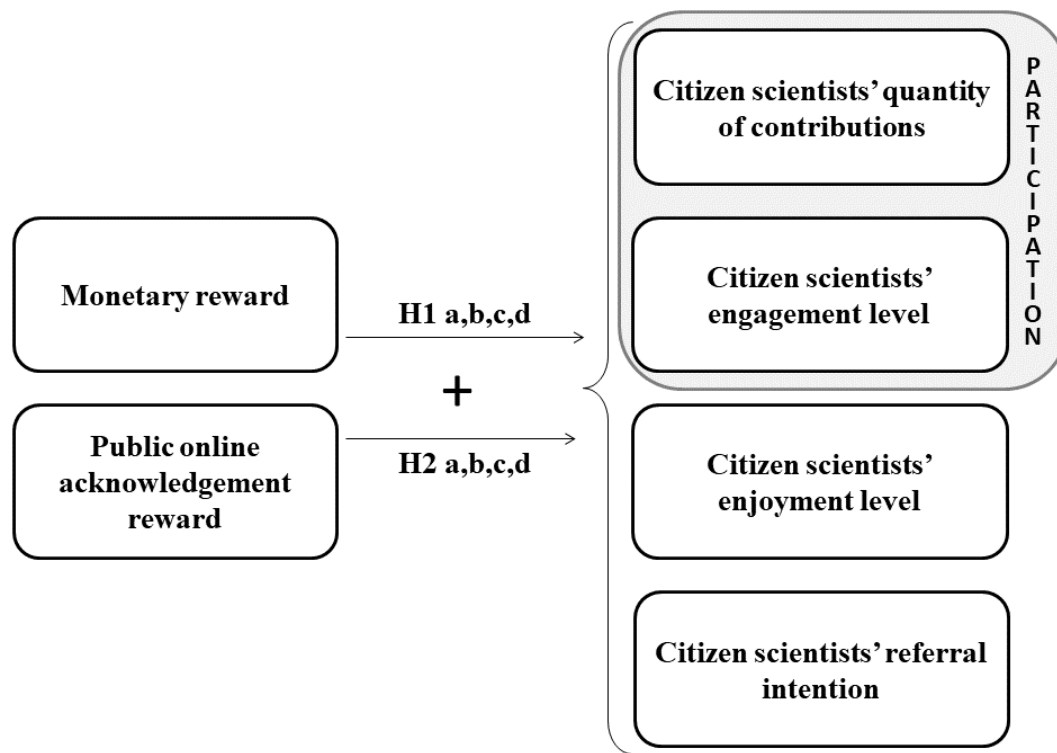 Monetary reward
Public online
acknowledgement
reward
H1 a,b,c,d
+
H2 a,b,c,d
Citizen scientists’ quantity
of contributions
Citizen scientists’
engagement level
PARTICIPATION
Citizen scientists’
enjoyment level
Citizen scientists’ referral
intention